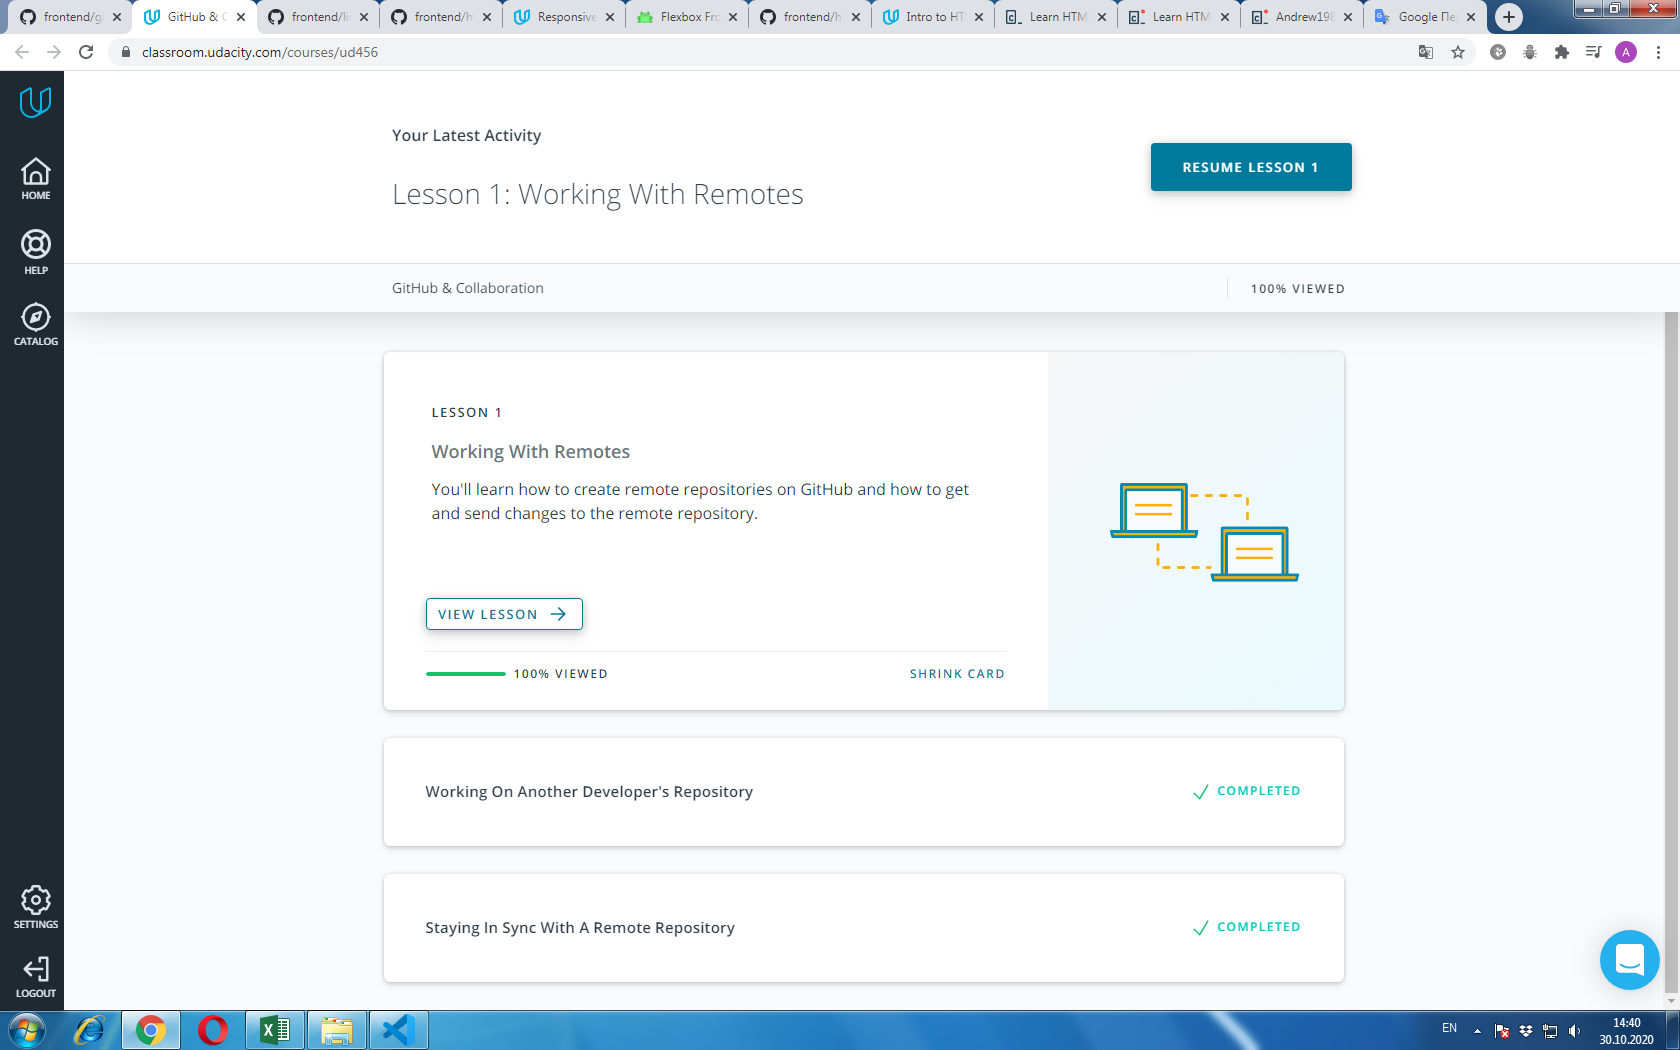 frontend/g
GitHub & C
frontend/li
frontend/h
Responsive
Flexbox Fro
frontend/h
Intro to HT
Learn HTM
Learn HTM
Andrew198
Google Пер
classroom.udacity.com/courses/ud456
A
HOME
HELP
CATALOG
SETTINGS
LOGOUT
Your Latest Activity
Lesson 1: Working With Remotes
RESUME LESSON 1
GitHub & Collaboration
100% VIEWED
LESSON 1
Working With Remotes
You'll learn how to create remote repositories on GitHub and how to get
and send changes to the remote repository.
VIEW LESSON
100% VIEWED
SHRINK CARD
Working On Another Developer's Repository
COMPLETED
Staying In Sync With A Remote Repository
COMPLETED
EN
14:40
30.10.2020